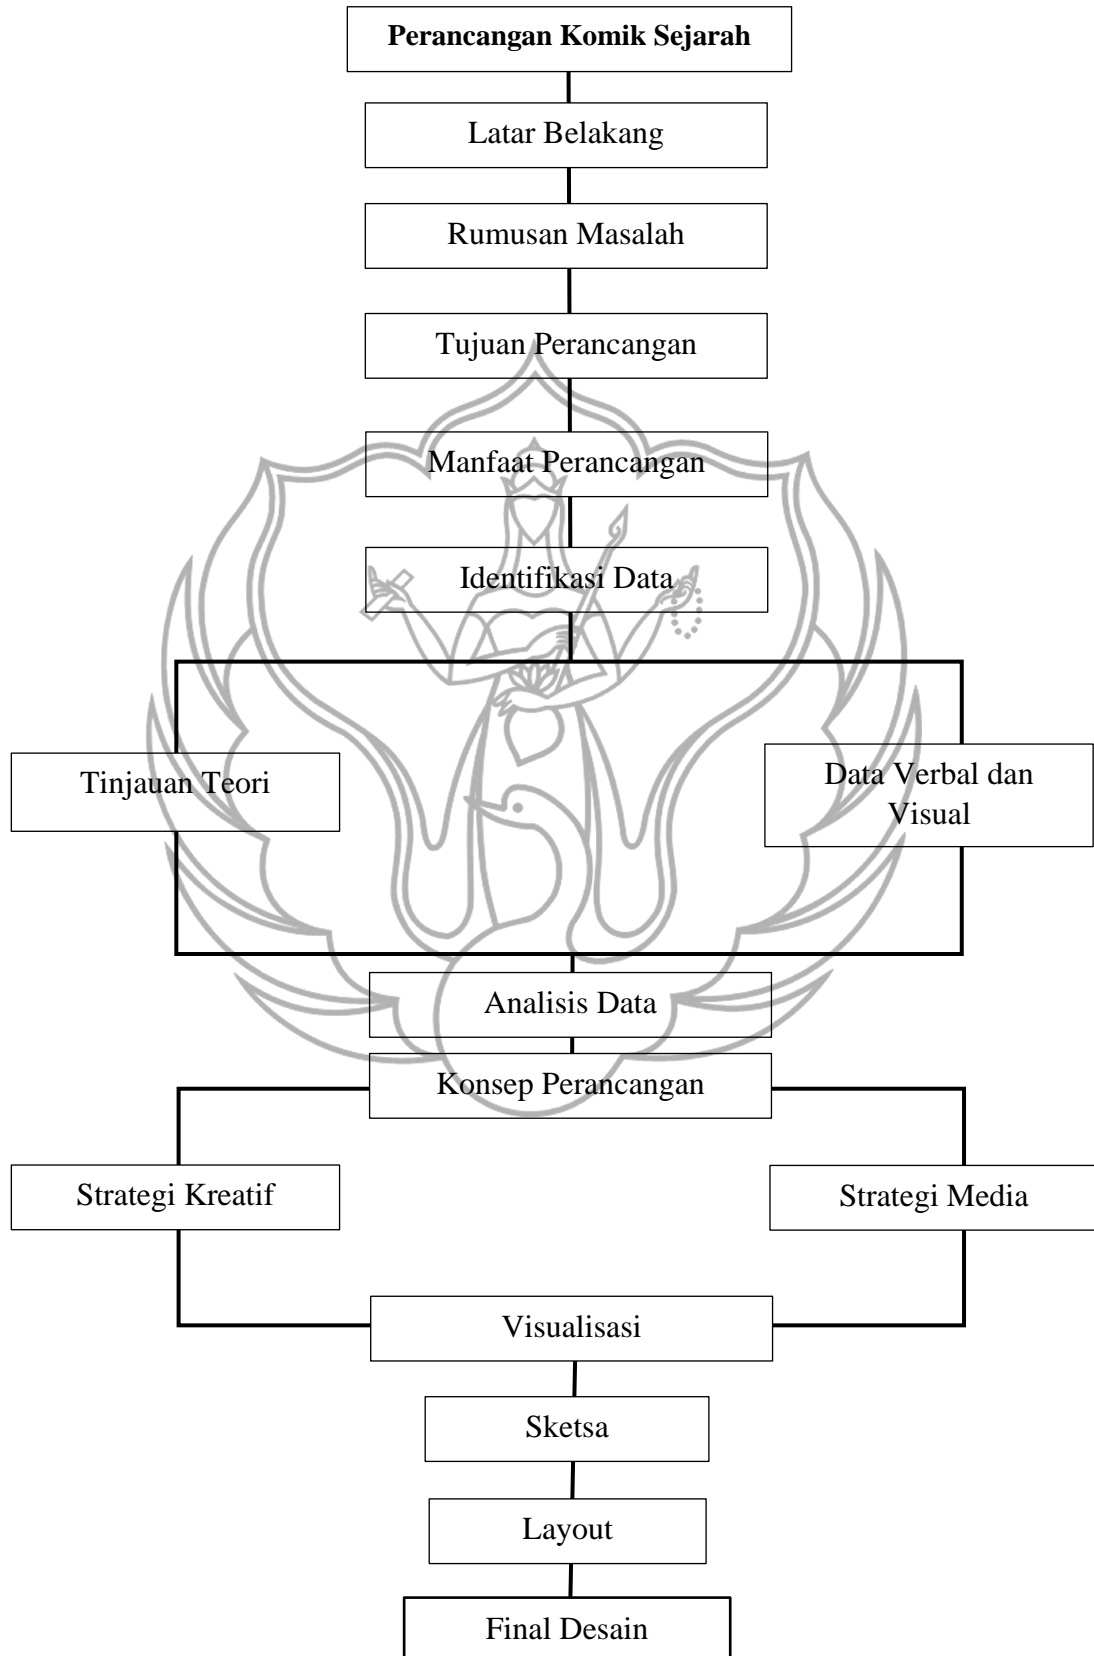 Perancangan Komik Sejarah
Latar Belakang
Rumusan Masalah
Tujuan Perancangan
Manfaat Perancangan
Identifikasi Data
Tinjauan Teori
Data Verbal dan
Visual
Analisis Data
Konsep Perancangan
Strategi Kreatif
Strategi Media
Visualisasi
Sketsa
Layout
Final Desain